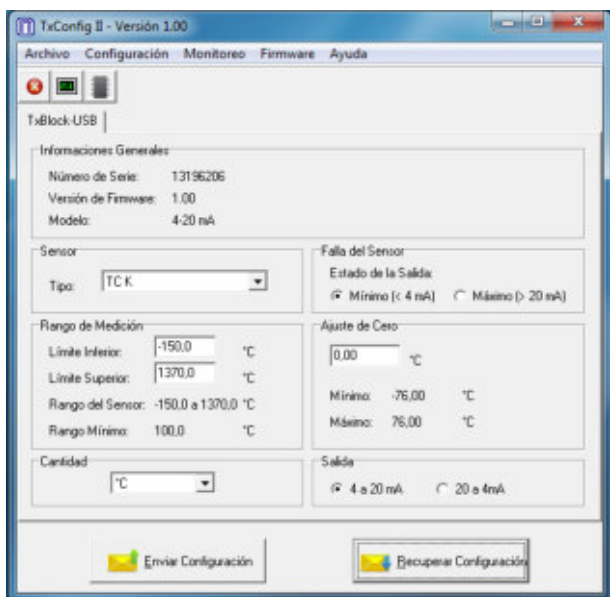 TxConfig II - Versión 1.00
Archivo Configuración Monitoreo Firmware Ayuda
TxBlock-USB
Informaciones Generales
Número de Serie: 13196206
Versión de Firmware: 1.00
Modelo: 4-20 mA
Sensor
Tipo: TC K
Falla del Sensor
Estado de la Salida:
Mínimo (< 4 mA) Máximo (> 20 mA)
Rango de Medición
Límite Inferior: -150,0 °C
Límite Superior: 1370,0 °C
Rango del Sensor: -150,0 a 1370,0 °C
Rango Mínimo: 100,0 °C
Ajuste de Cero
0,00 °C
Mínimo: -76,00 °C
Máximo: 76,00 °C
Cantidad
°C
Salida
4 a 20 mA 20 a 4mA
Enviar Configuración
Recuperar Configuración